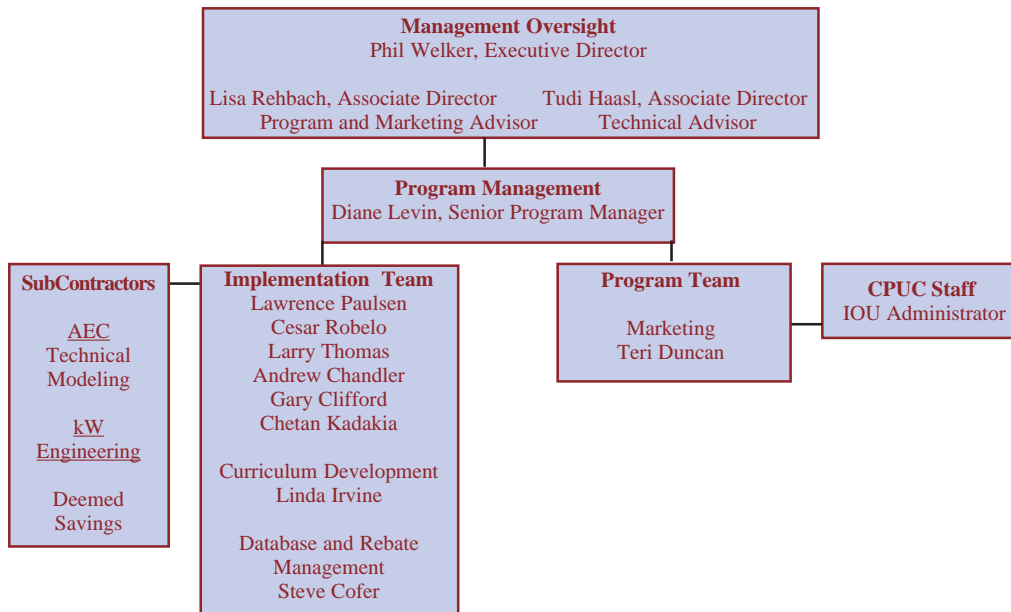 Management Oversight
Phil Welker, Executive Director
Lisa Rehbach, Associate Director
Program and Marketing Advisor
Tudi Haasl, Associate Director
Technical Advisor
Program Management
Diane Levin, Senior Program Manager
SubContractors
AEC
Technical
Modeling
kW
Engineering
Deemed
Savings
Implementation Team
Lawrence Paulsen
Cesar Robelo
Larry Thomas
Andrew Chandler
Gary Clifford
Chetan Kadakia
Curriculum Development
Linda Irvine
Database and Rebate
Management
Steve Cofer
Program Team
Marketing
Teri Duncan
CPUC Staff
IOU Administrator